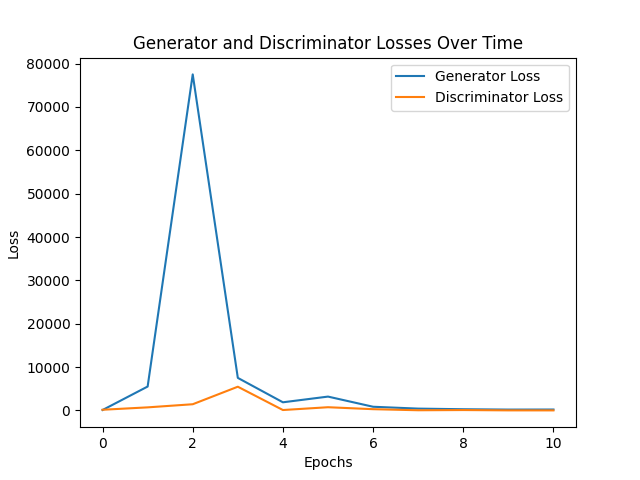 Generator and Discriminator Losses Over Time
80000
70000
60000
50000
40000
30000
20000
10000
0
Loss
Generator Loss
Discriminator Loss
0 2 4 6 8 10
Epochs